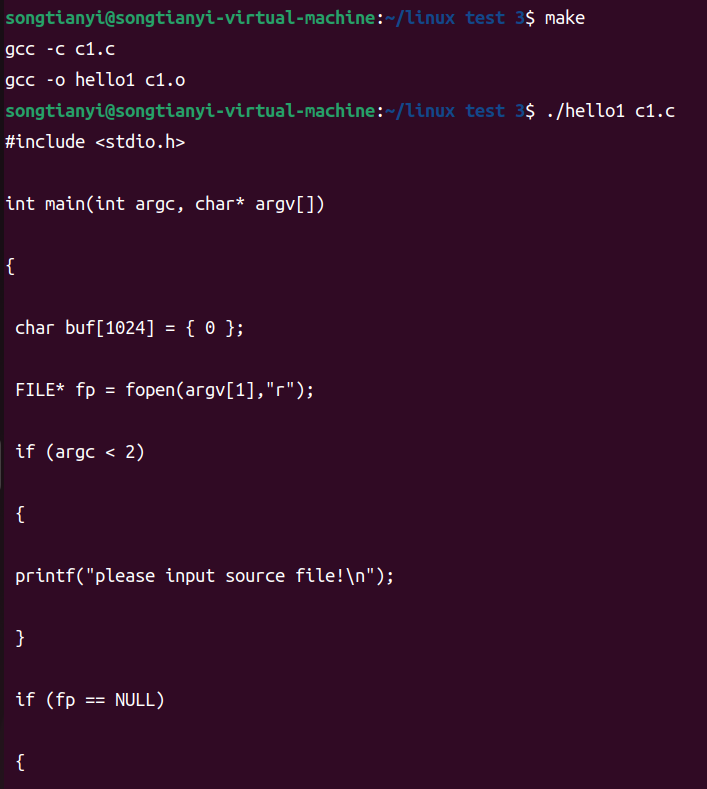 songtianyi@songtianyi-virtual-machine:~/linux test 3$ make
gcc -c c1.c
gcc -o hello1 c1.o
songtianyi@songtianyi-virtual-machine:~/linux test 3$ ./hello1 c1.c
#include <stdio.h>
int main(int argc, char* argv[])
{
char buf[1024] = { 0 };
FILE* fp = fopen(argv[1],"r");
if (argc < 2)
{
printf("please input source file!\n");
}
if (fp == NULL)
{